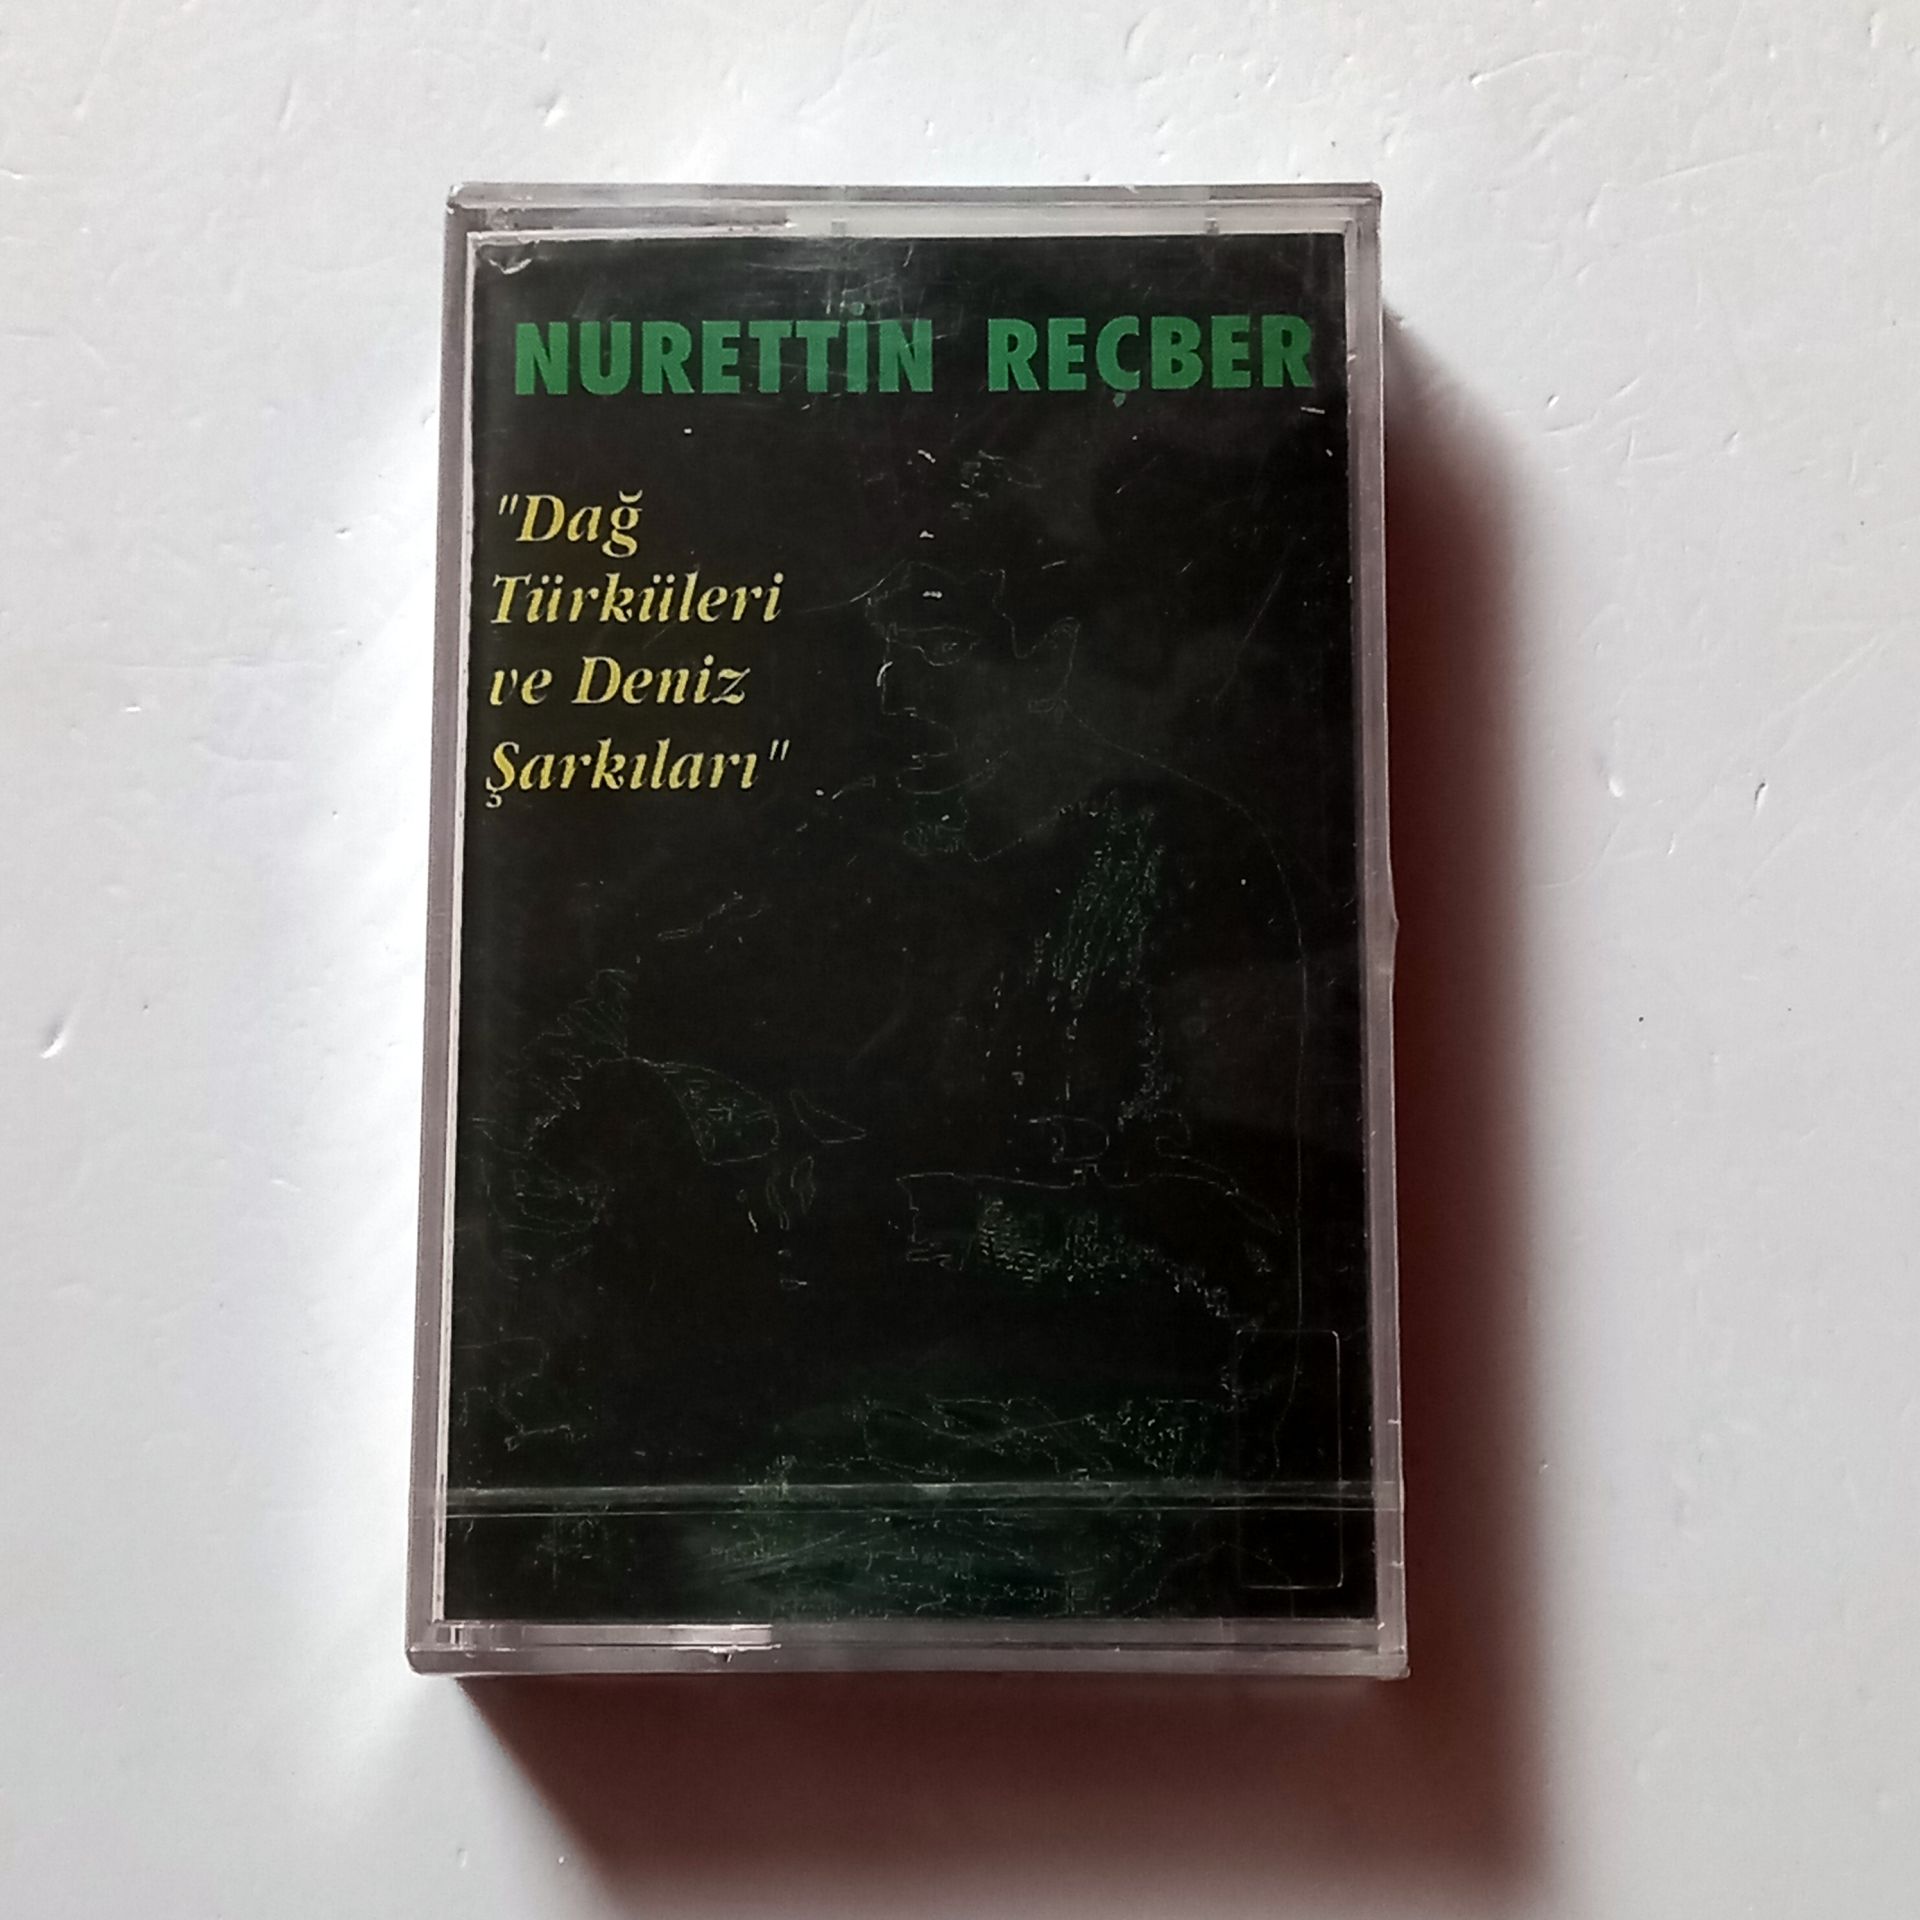 NURETTİN REÇBER
"Dağ
Türküleri
ve Deniz
Şarkıları"